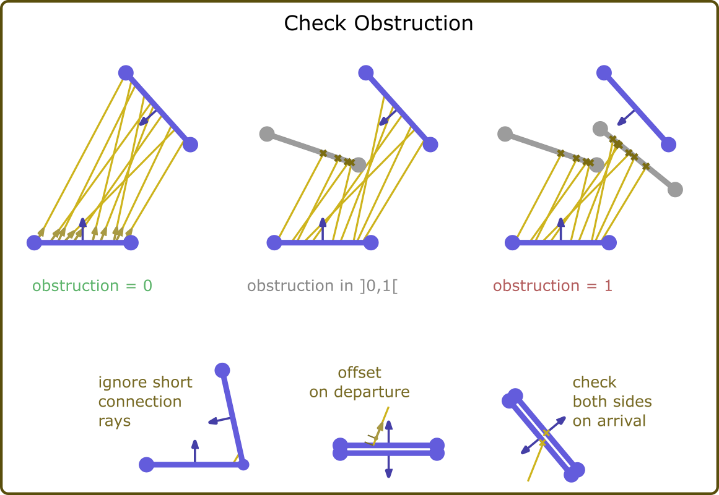 Check Obstruction
obstruction = 0
obstruction in ]0,1[
obstruction = 1
ignore short
connection
rays
offset
on departure
check
both sides
on arrival